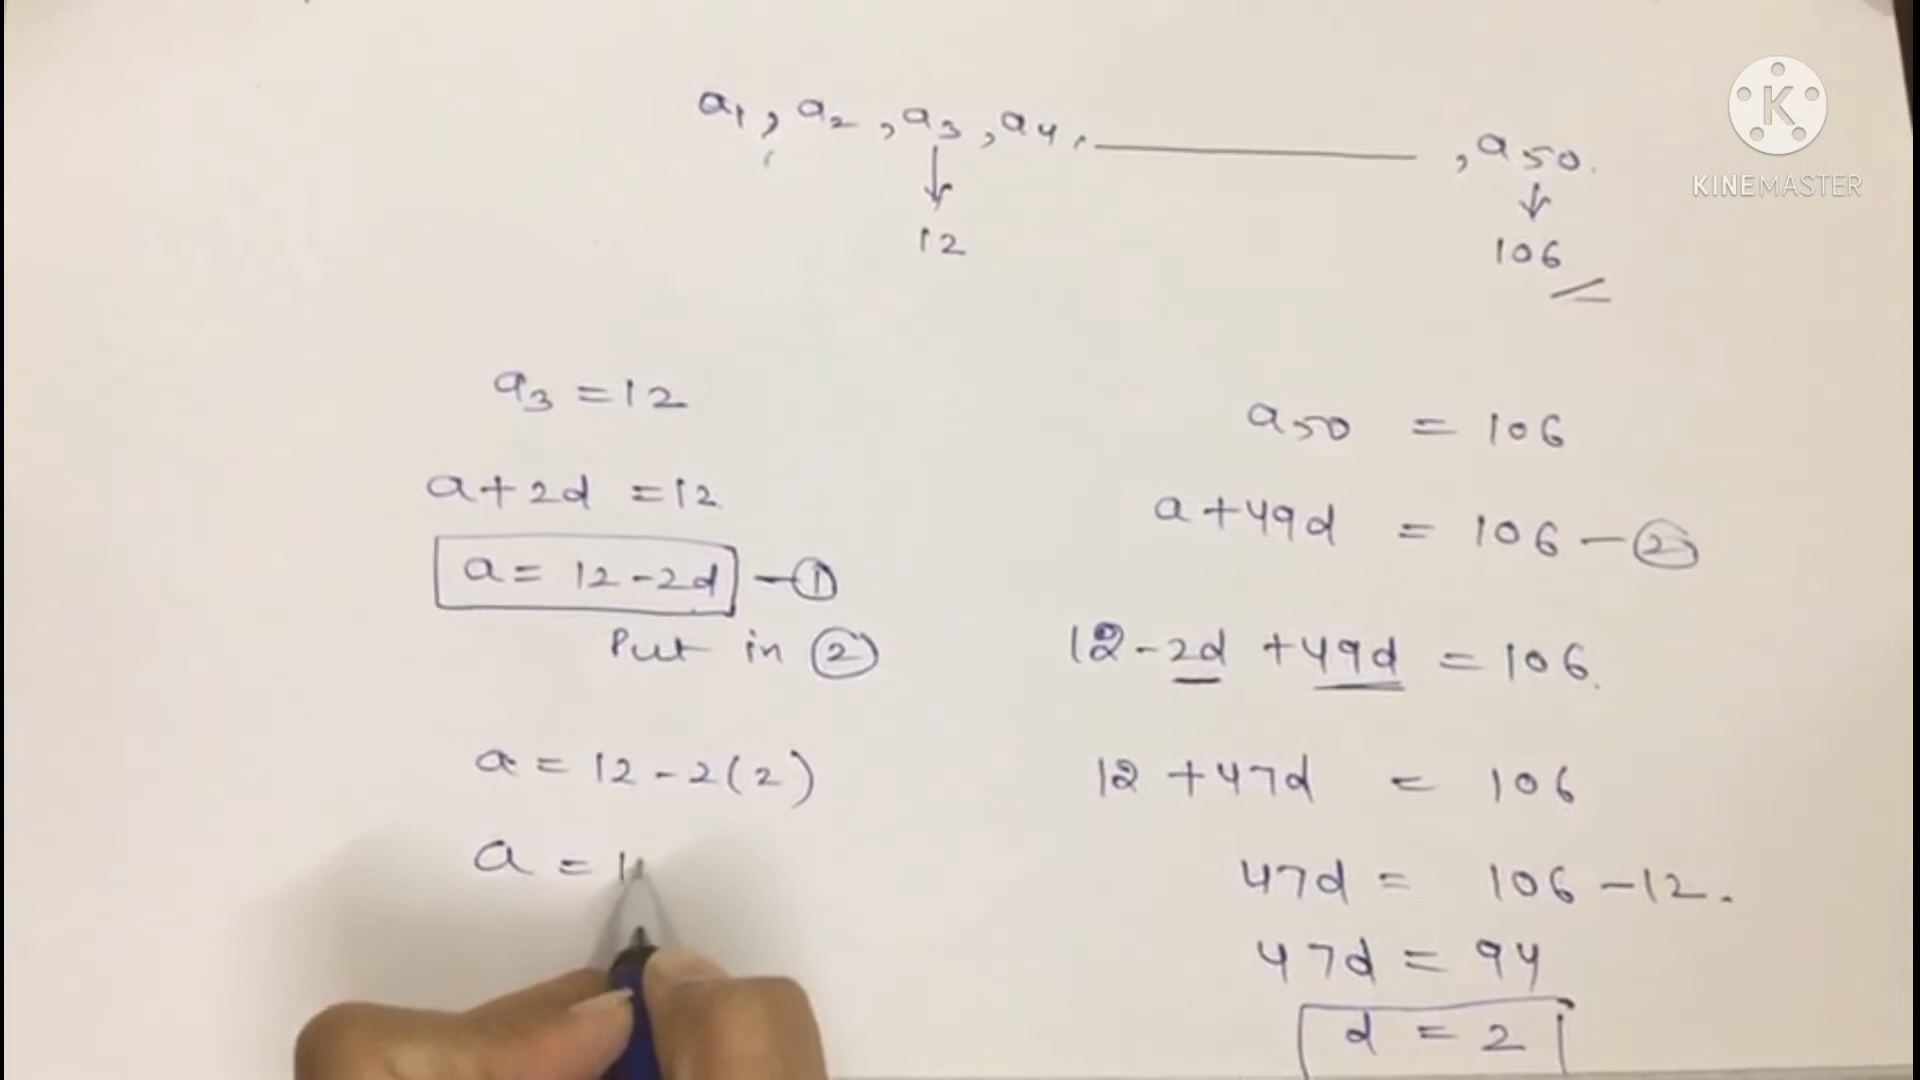 a1, a2, a3, a4, ———, a50.
K
KINEMASTER
↓ ↓
12 106
a3 = 12
a + 2d = 12
a = 12 - 2d — ①
Put in ②
a = 12 - 2(2)
a = 1
a50 = 106
a + 49d = 106 — ②
12 - 2d + 49d = 106.
12 + 47d = 106
47d = 106 - 12.
47d = 94
d = 2